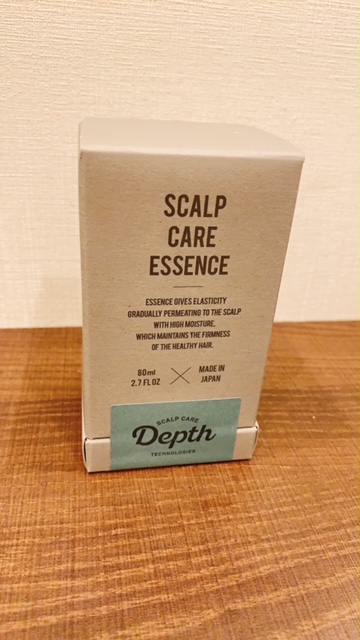 SCALP
CARE
ESSENCE
ESSENCE GIVES ELASTICITY
GRADUALLY PERMEATING TO THE SCALP
WITH HIGH MOISTURE,
WHICH MAINTAINS THE FIRMNESS
OF THE HEALTHY HAIR.
80ml
2.7 FL OZ
MADE IN
JAPAN
SCALP CARE
Depth
TECHNOLOGIES